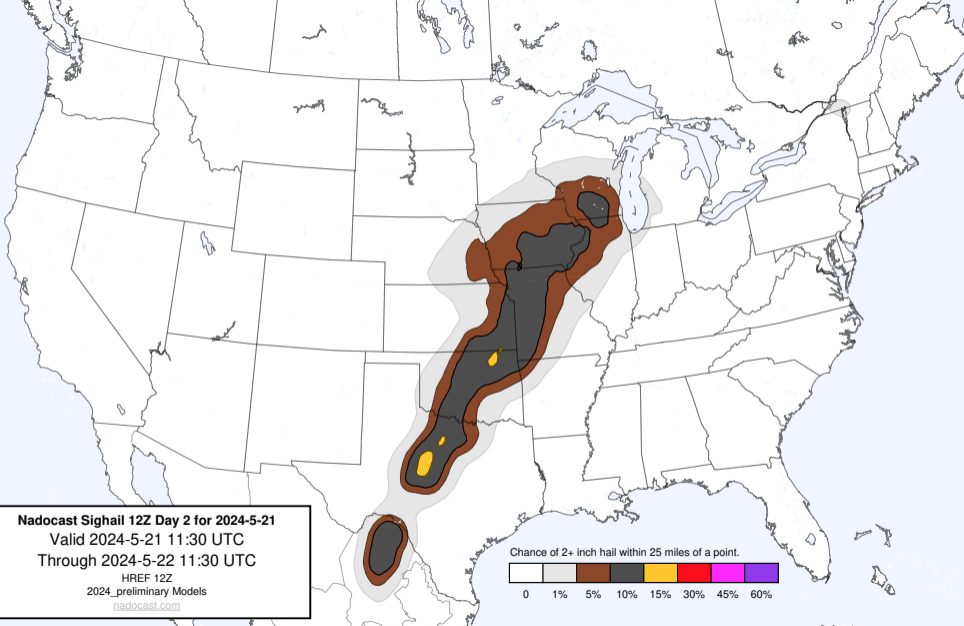 Nadocast Sighail 12Z Day 2 for 2024-5-21
Valid 2024-5-21 11:30 UTC
Through 2024-5-22 11:30 UTC
HREF 12Z
2024_preliminary Models
nadocast.com
Chance of 2+ inch hail within 25 miles of a point.
0 1% 5% 10% 15% 30% 45% 60%